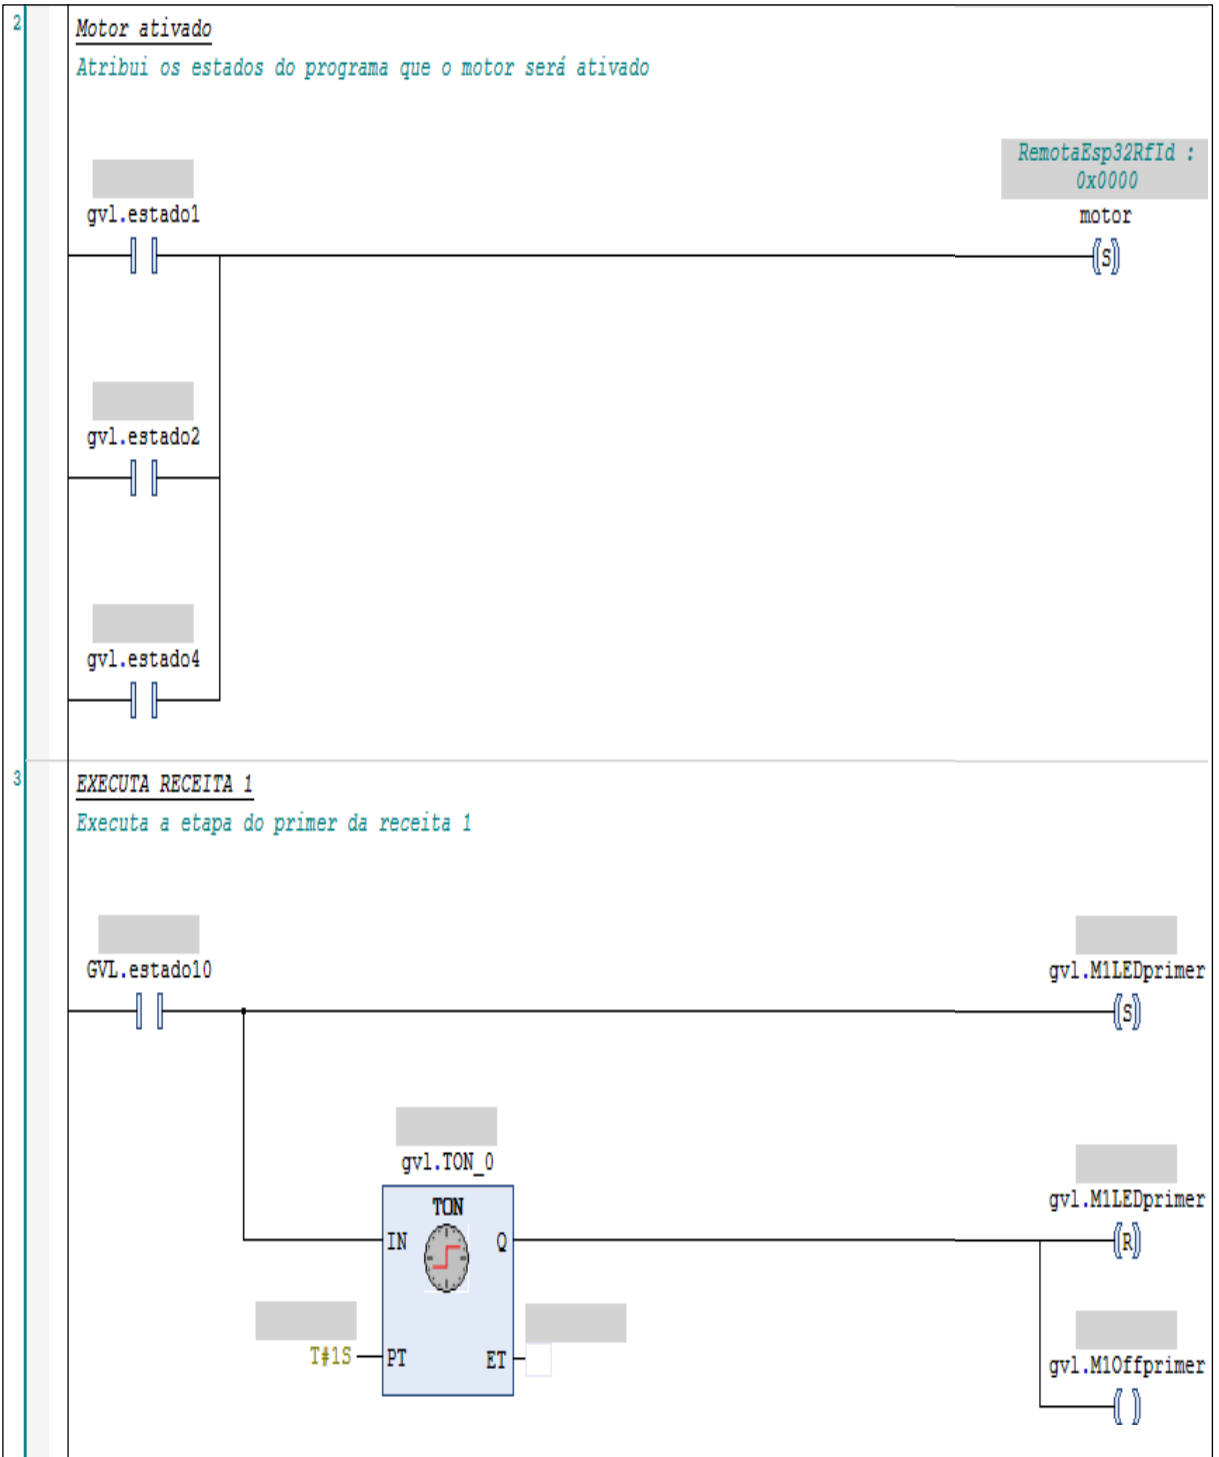 2
Motor ativado
Atribui os estados do programa que o motor será ativado
RemotaEsp32RfId :
0x0000
gvl.estado1
motor
S
gvl.estado2
gvl.estado4
3
EXECUTA RECEITA 1
Executa a etapa do primer da receita 1
GVL.estado10
gvl.M1LEDprimer
S
gvl.TON_0
TON
gvl.M1LEDprimer
IN
Q
R
T#1S
PT
ET
gvl.M1Offprimer